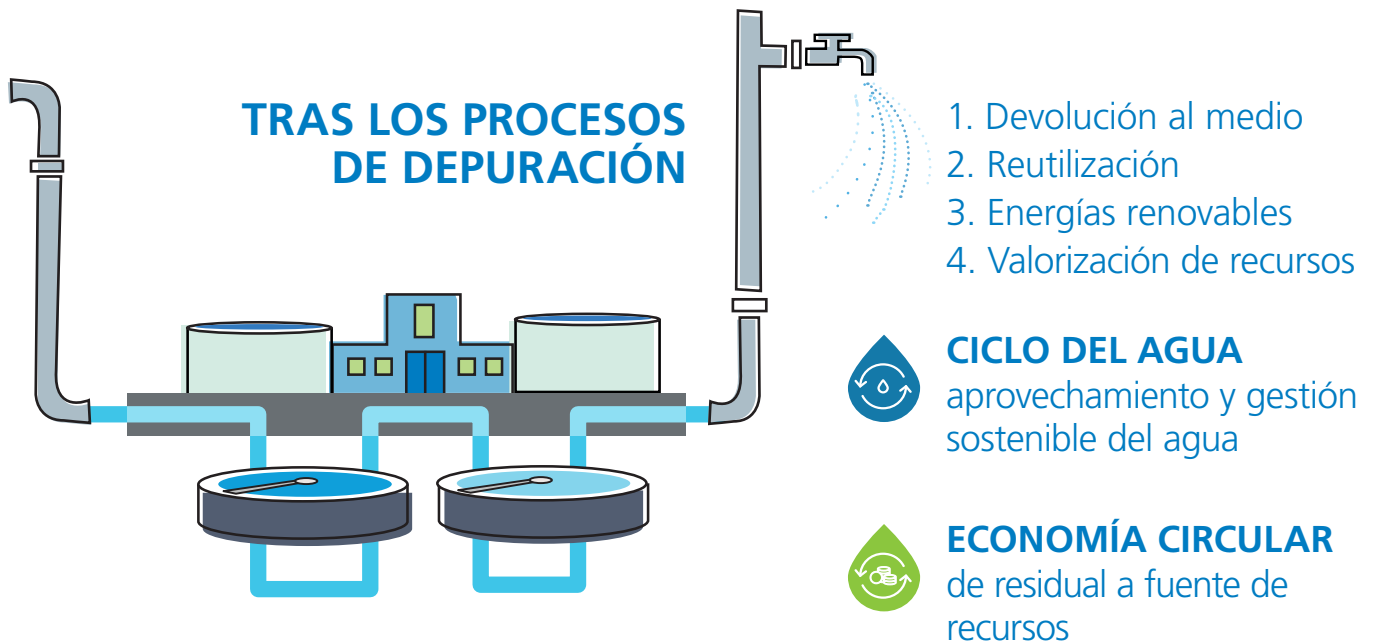 TRAS LOS PROCESOS
DE DEPURACIÓN
1. Devolución al medio
2. Reutilización
3. Energías renovables
4. Valorización de recursos
CICLO DEL AGUA
aprovechamiento y gestión
sostenible del agua
ECONOMÍA CIRCULAR
de residual a fuente de
recursos